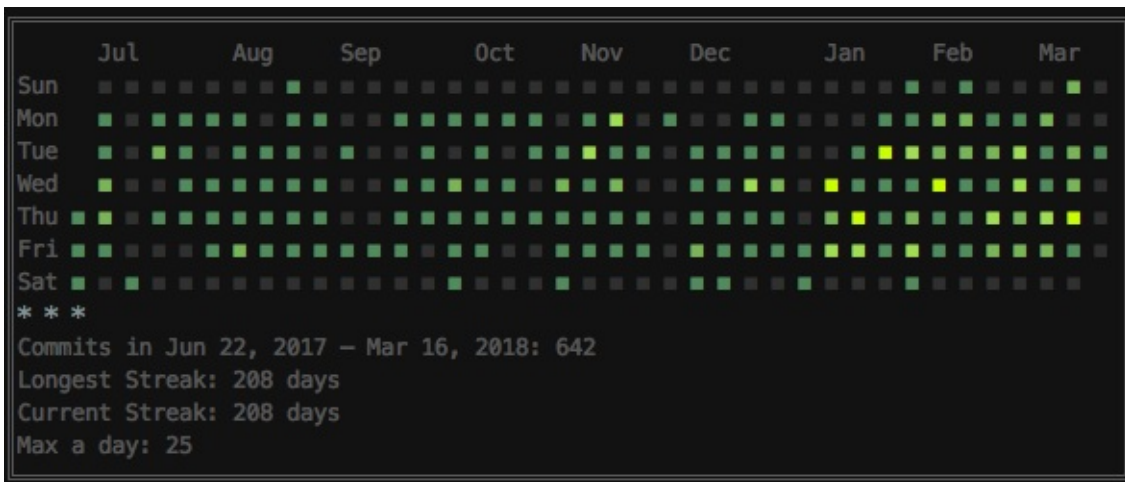 Jul Aug Sep Oct Nov Dec Jan Feb Mar
Sun
Mon
Tue
Wed
Thu
Fri
Sat
* * *
Commits in Jun 22, 2017 – Mar 16, 2018: 642
Longest Streak: 208 days
Current Streak: 208 days
Max a day: 25